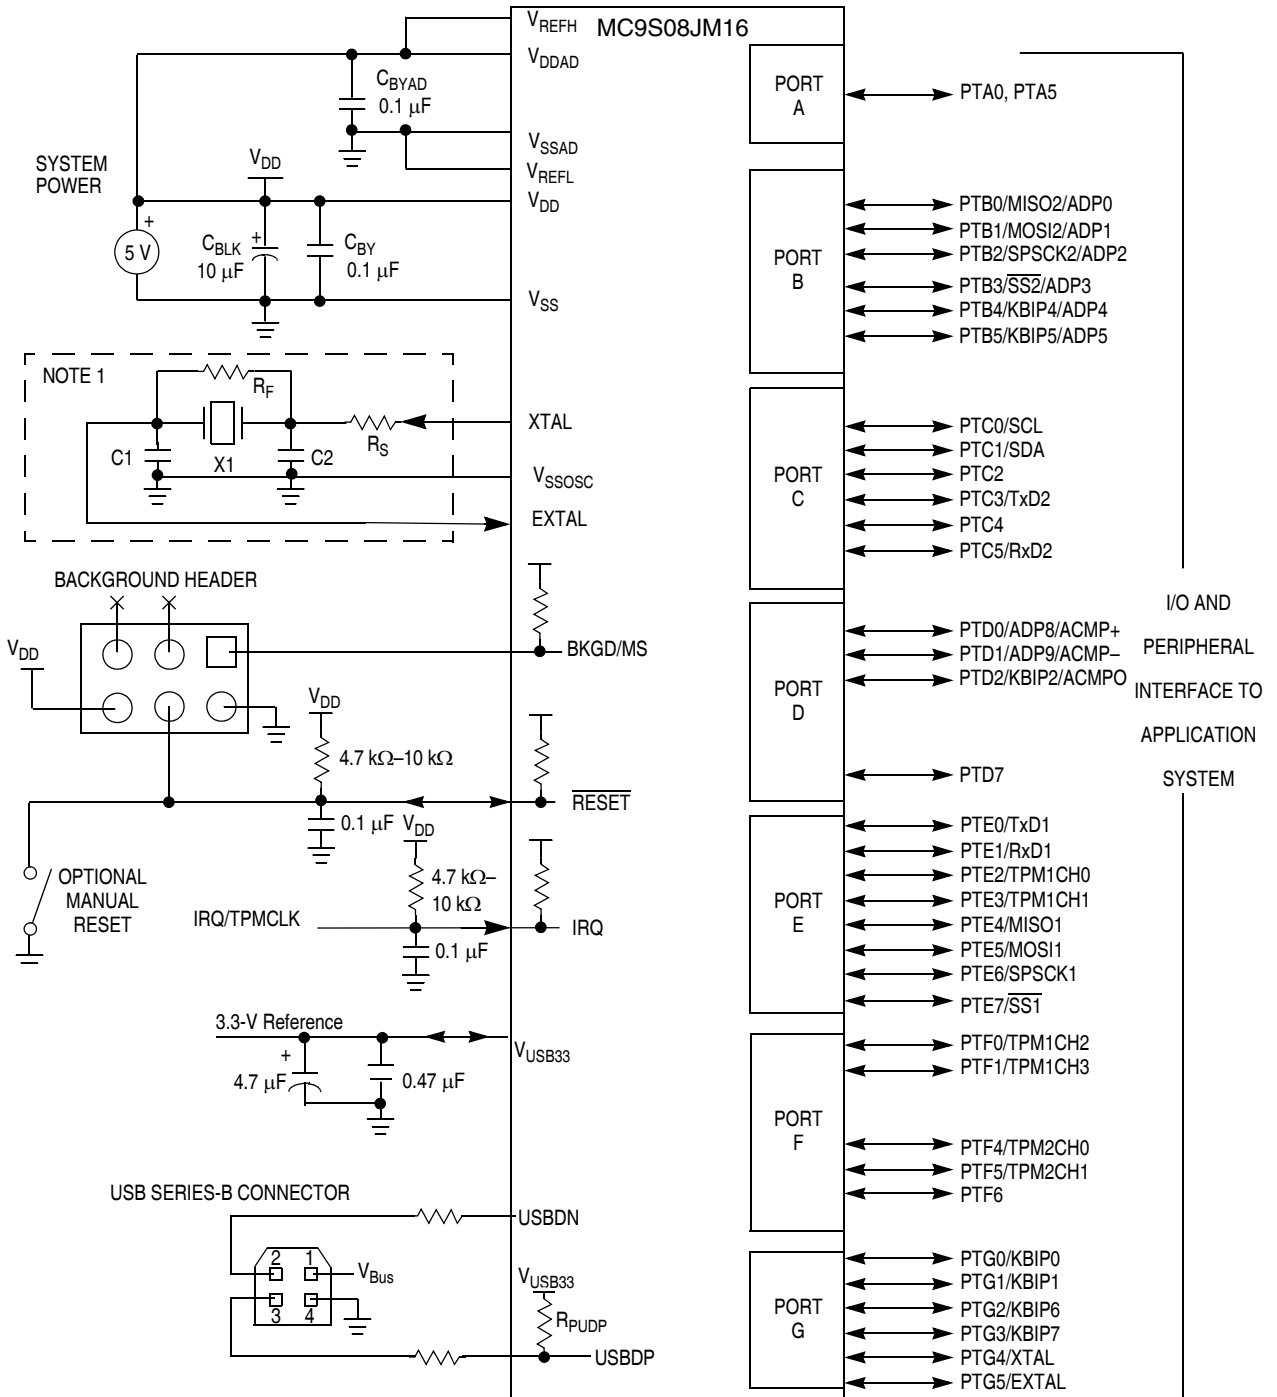 MC9S08JM16
VREFH
VDDAD
CBYAD
0.1 μF
VSSAD
VREFL
SYSTEM
POWER
VDD
VDD
+
5 V
CBLK
+
10 μF
CBY
0.1 μF
VSS
NOTE 1
RF
C1
X1
C2
RS
XTAL
VSSOSC
EXTAL
BACKGROUND HEADER
VDD
BKGD/MS
VDD
4.7 kΩ–10 kΩ
RESET
0.1 μF
VDD
OPTIONAL
MANUAL
RESET
4.7 kΩ–
10 kΩ
IRQ/TPMCLK
IRQ
0.1 μF
3.3-V Reference
VUSB33
+
4.7 μF
0.47 μF
USB SERIES-B CONNECTOR
USBDN
2 1
3 4
VBus
VUSB33
RPUDP
USBDP
PORT
A
PTA0, PTA5
PORT
B
PTB0/MISO2/ADP0
PTB1/MOSI2/ADP1
PTB2/SPSCK2/ADP2
PTB3/SS2/ADP3
PTB4/KBIP4/ADP4
PTB5/KBIP5/ADP5
PORT
C
PTC0/SCL
PTC1/SDA
PTC2
PTC3/TxD2
PTC4
PTC5/RxD2
PORT
D
PTD0/ADP8/ACMP+
PTD1/ADP9/ACMP–
PTD2/KBIP2/ACMPO
PTD7
PORT
E
PTE0/TxD1
PTE1/RxD1
PTE2/TPM1CH0
PTE3/TPM1CH1
PTE4/MISO1
PTE5/MOSI1
PTE6/SPSCK1
PTE7/SS1
PORT
F
PTF0/TPM1CH2
PTF1/TPM1CH3
PTF4/TPM2CH0
PTF5/TPM2CH1
PTF6
PORT
G
PTG0/KBIP0
PTG1/KBIP1
PTG2/KBIP6
PTG3/KBIP7
PTG4/XTAL
PTG5/EXTAL
I/O AND
PERIPHERAL
INTERFACE TO
APPLICATION
SYSTEM